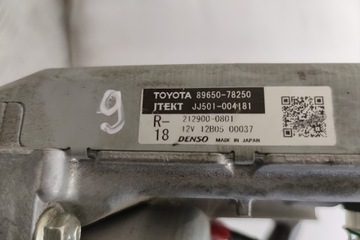 9
TOYOTA 89650-78250
JTEKT JJ501-004181
R-
18
212900-0801
12V 12B05 00037
DENSO MADE IN JAPAN